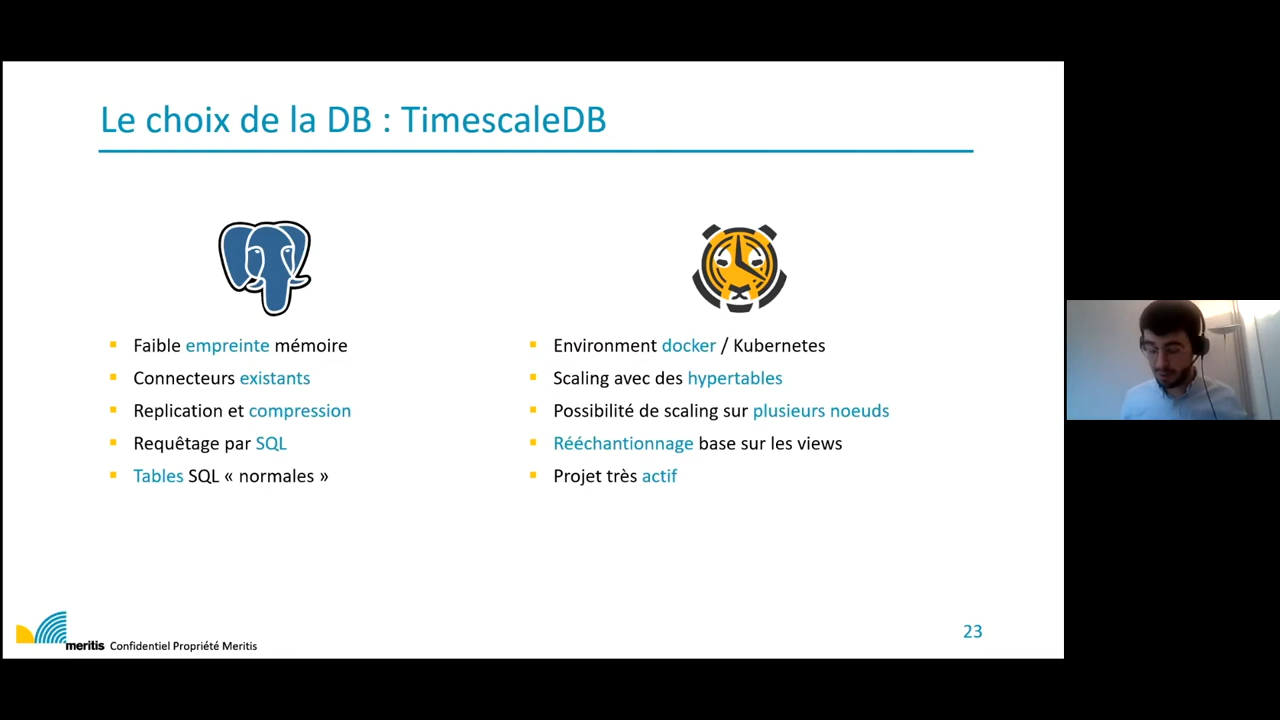 Le choix de la DB : TimescaleDB
Faible empreinte mémoire
Connecteurs existants
Replication et compression
Requêtage par SQL
Tables SQL « normales »
Environment docker / Kubernetes
Scaling avec des hypertables
Possibilité de scaling sur plusieurs noeuds
Rééchantionnage base sur les views
Projet très actif
meritis Confidentiel Propriété Meritis
23